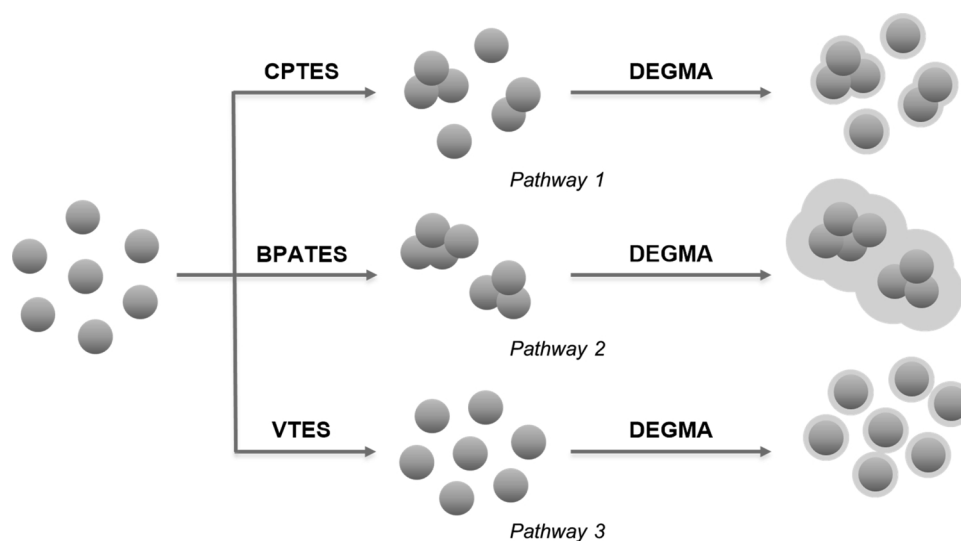 CPTES
DEGMA
Pathway 1
BPATES
DEGMA
Pathway 2
VTES
DEGMA
Pathway 3